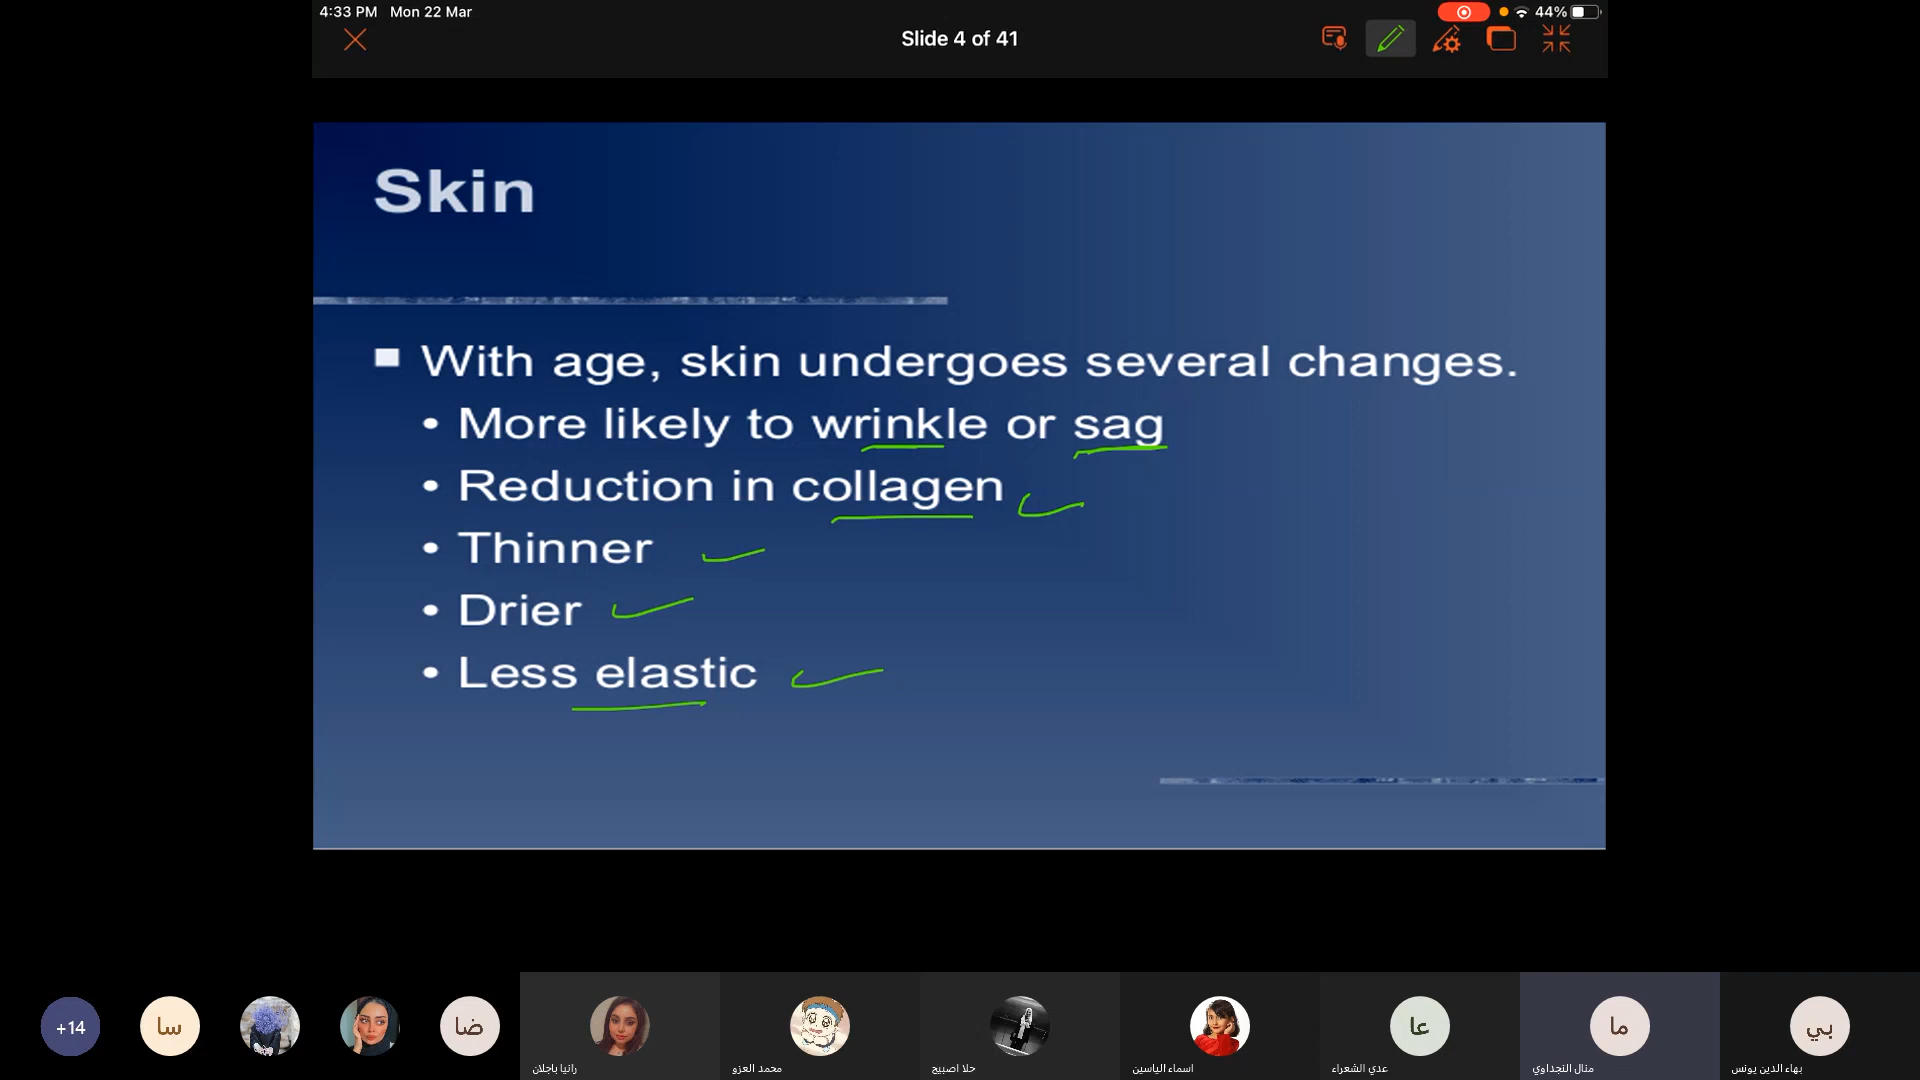 4:33 PM Mon 22 Mar
44%
Slide 4 of 41
Skin
With age, skin undergoes several changes.
• More likely to wrinkle or sag
• Reduction in collagen
• Thinner
• Drier
• Less elastic
+14
سا
ضا
عا
ما
بي
رانيا باجلان
محمد العزو
حلا اصبيح
اسماء الياسين
عدي الشعراء
منال النجداوي
بهاء الدين يونس